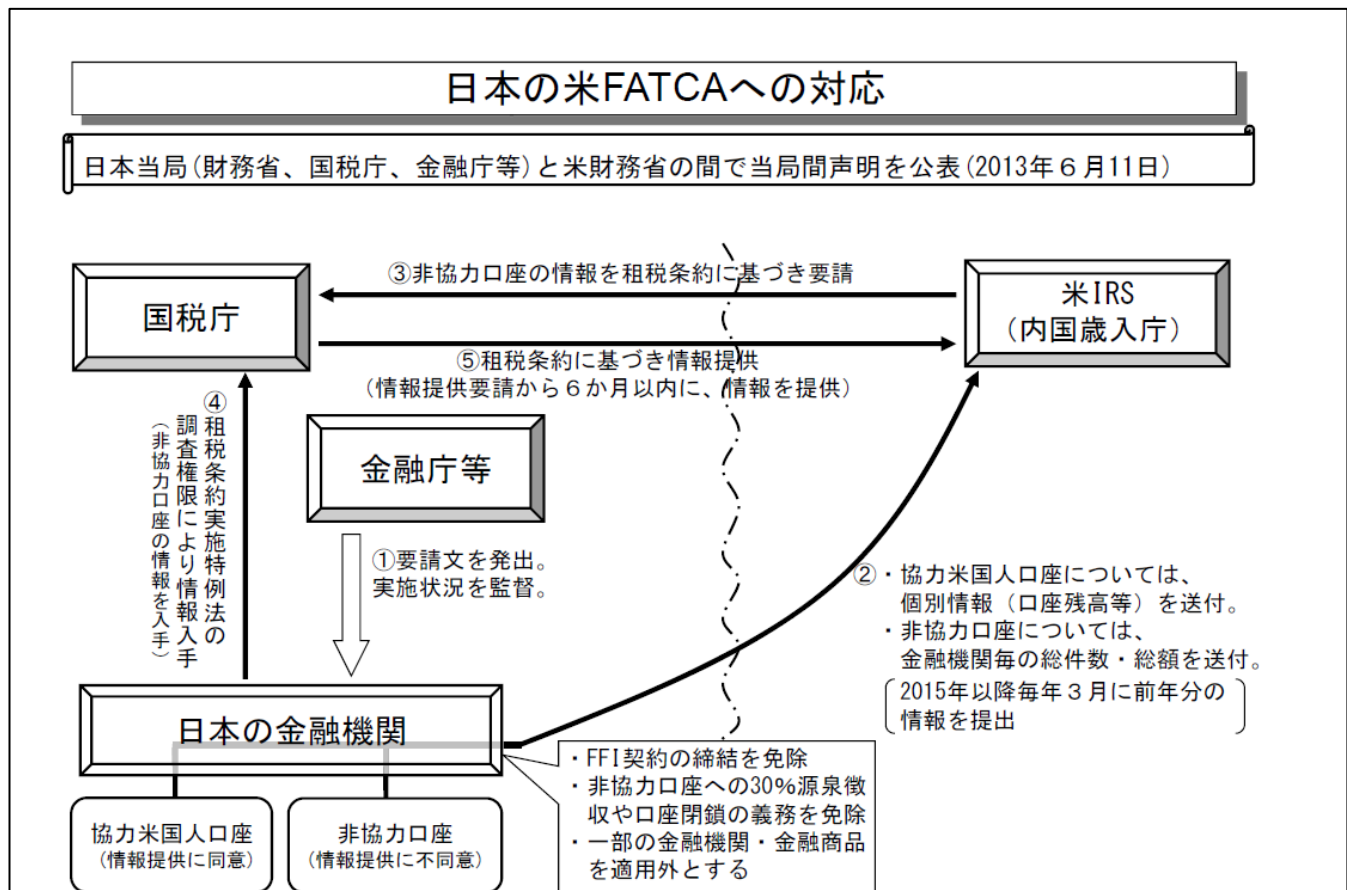 日本の米FATCAへの対応
日本当局(財務省、国税庁、金融庁等)と米財務省の間で当局間声明を公表(2013年６月11日)
③非協力口座の情報を租税条約に基づき要請
国税庁
米IRS
(内国歳入庁)
⑤租税条約に基づき情報提供
(情報提供要請から６か月以内に、情報を提供)
④租税条約実施特例法の
調査権限により情報入手
(非協力口座の情報を入手)
金融庁等
①要請文を発出。
実施状況を監督。
②・協力米国人口座については、
個別情報（口座残高等）を送付。
・非協力口座については、
金融機関毎の総件数・総額を送付。
2015年以降毎年３月に前年分の
情報を提出
日本の金融機関
・FFI契約の締結を免除
・非協力口座への30%源泉徴
収や口座閉鎖の義務を免除
・一部の金融機関・金融商品
を適用外とする
協力米国人口座
(情報提供に同意)
非協力口座
(情報提供に不同意)